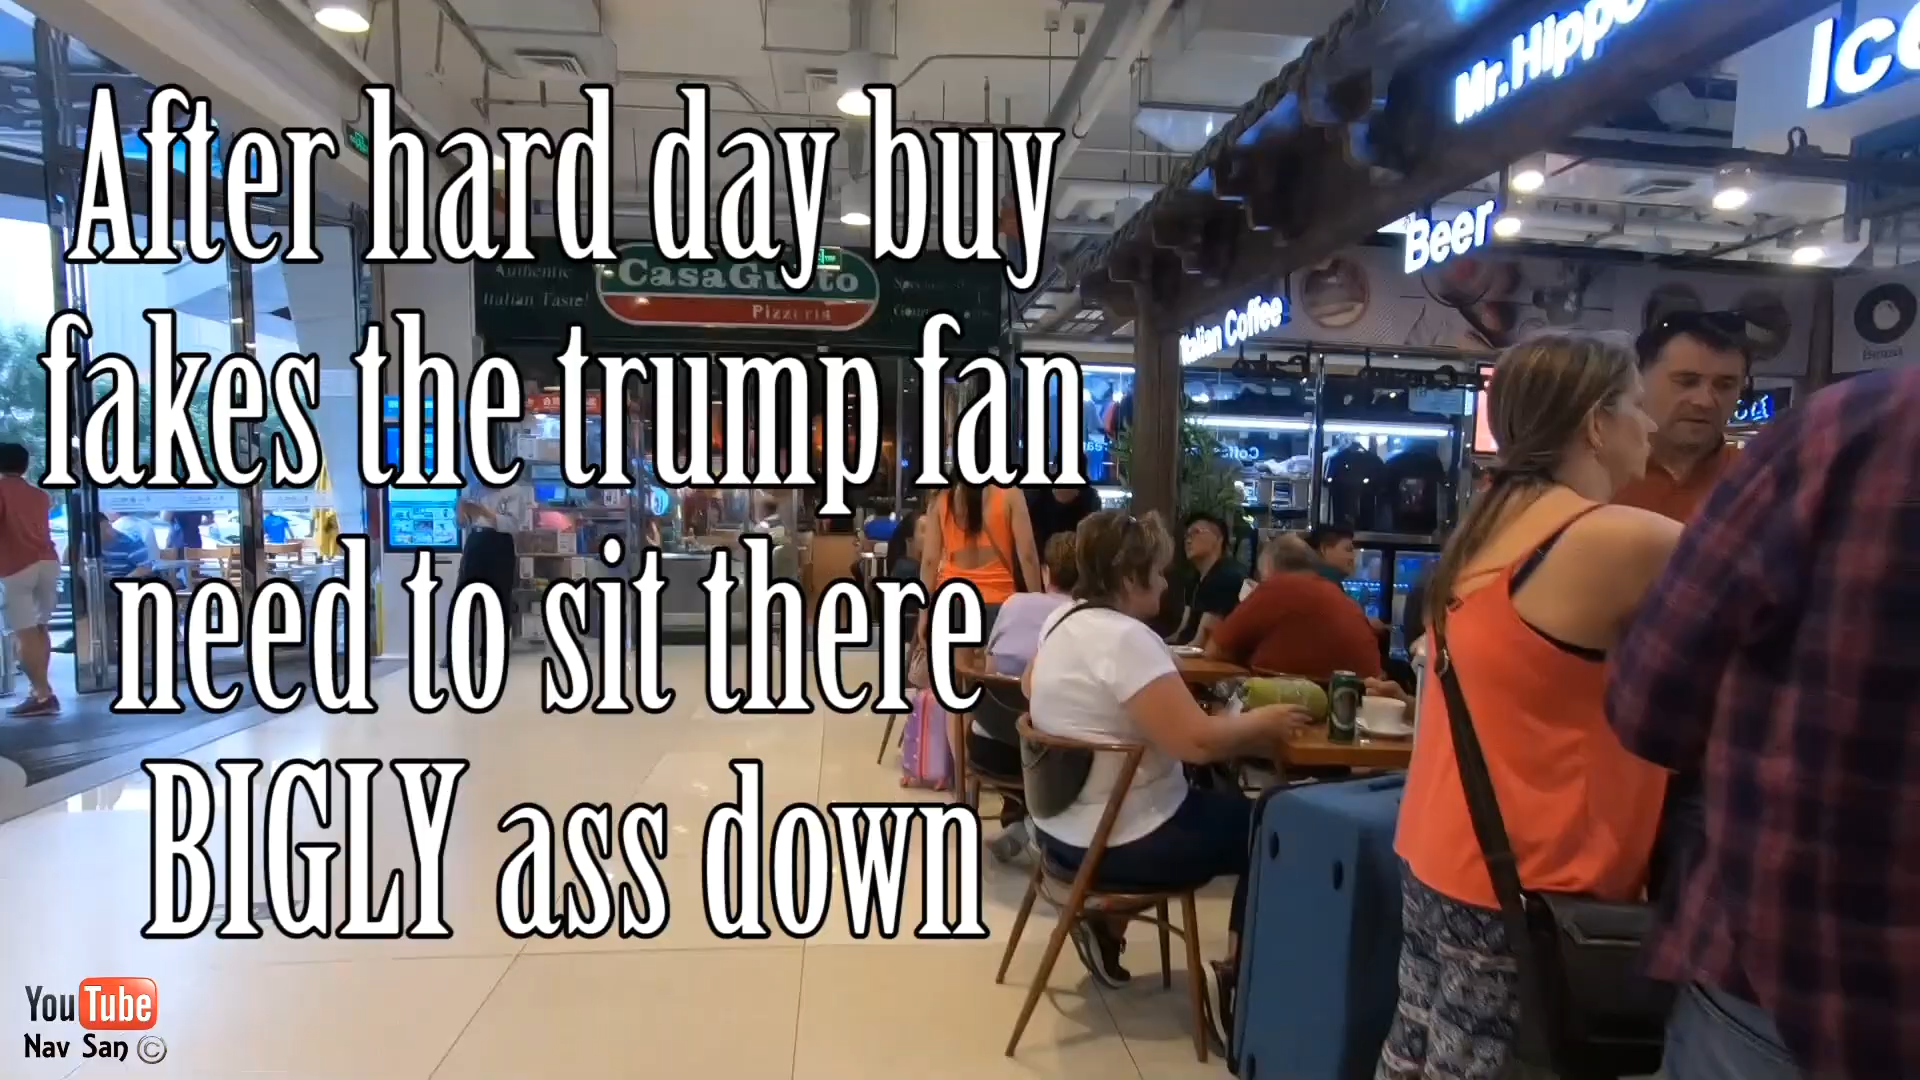 After hard day buy
fakes the trump fan
need to sit there
BIGLY ass down
Mr. Hippo
Beer
Italian Coffee
Authentic
Italian Taste!
Pizzeria
YouTube
Nav San ©